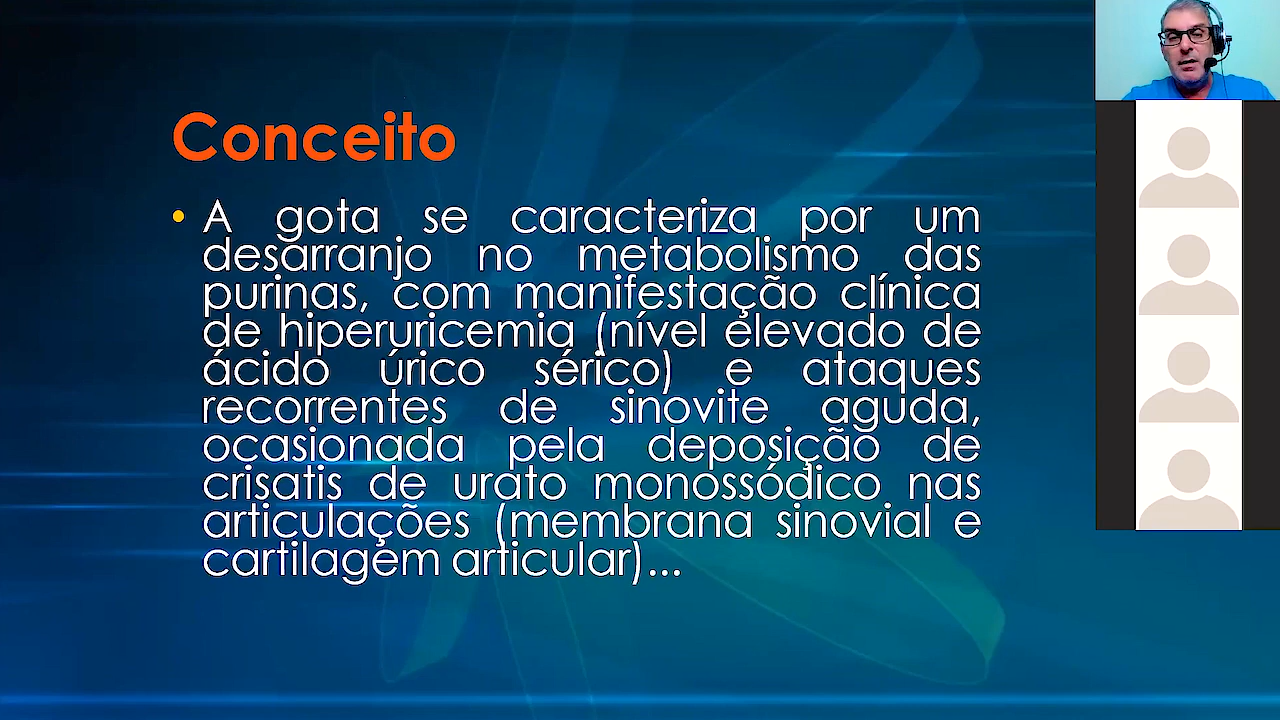 Conceito
• A gota se caracteriza por um
desarranjo no metabolismo das
purinas, com manifestação clínica
de hiperuricemia (nível elevado de
ácido úrico sérico) e ataques
recorrentes de sinovite aguda,
ocasionada pela deposição de
crisatis de urato monossódico nas
articulações (membrana sinovial e
cartilagem articular)...